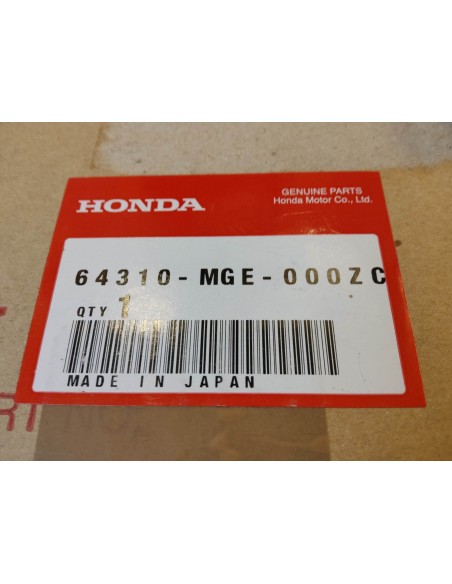 HONDA
GENUINE PARTS
Honda Motor Co., Ltd.
64310-MGE-000ZC
QTY 1
MADE IN JAPAN